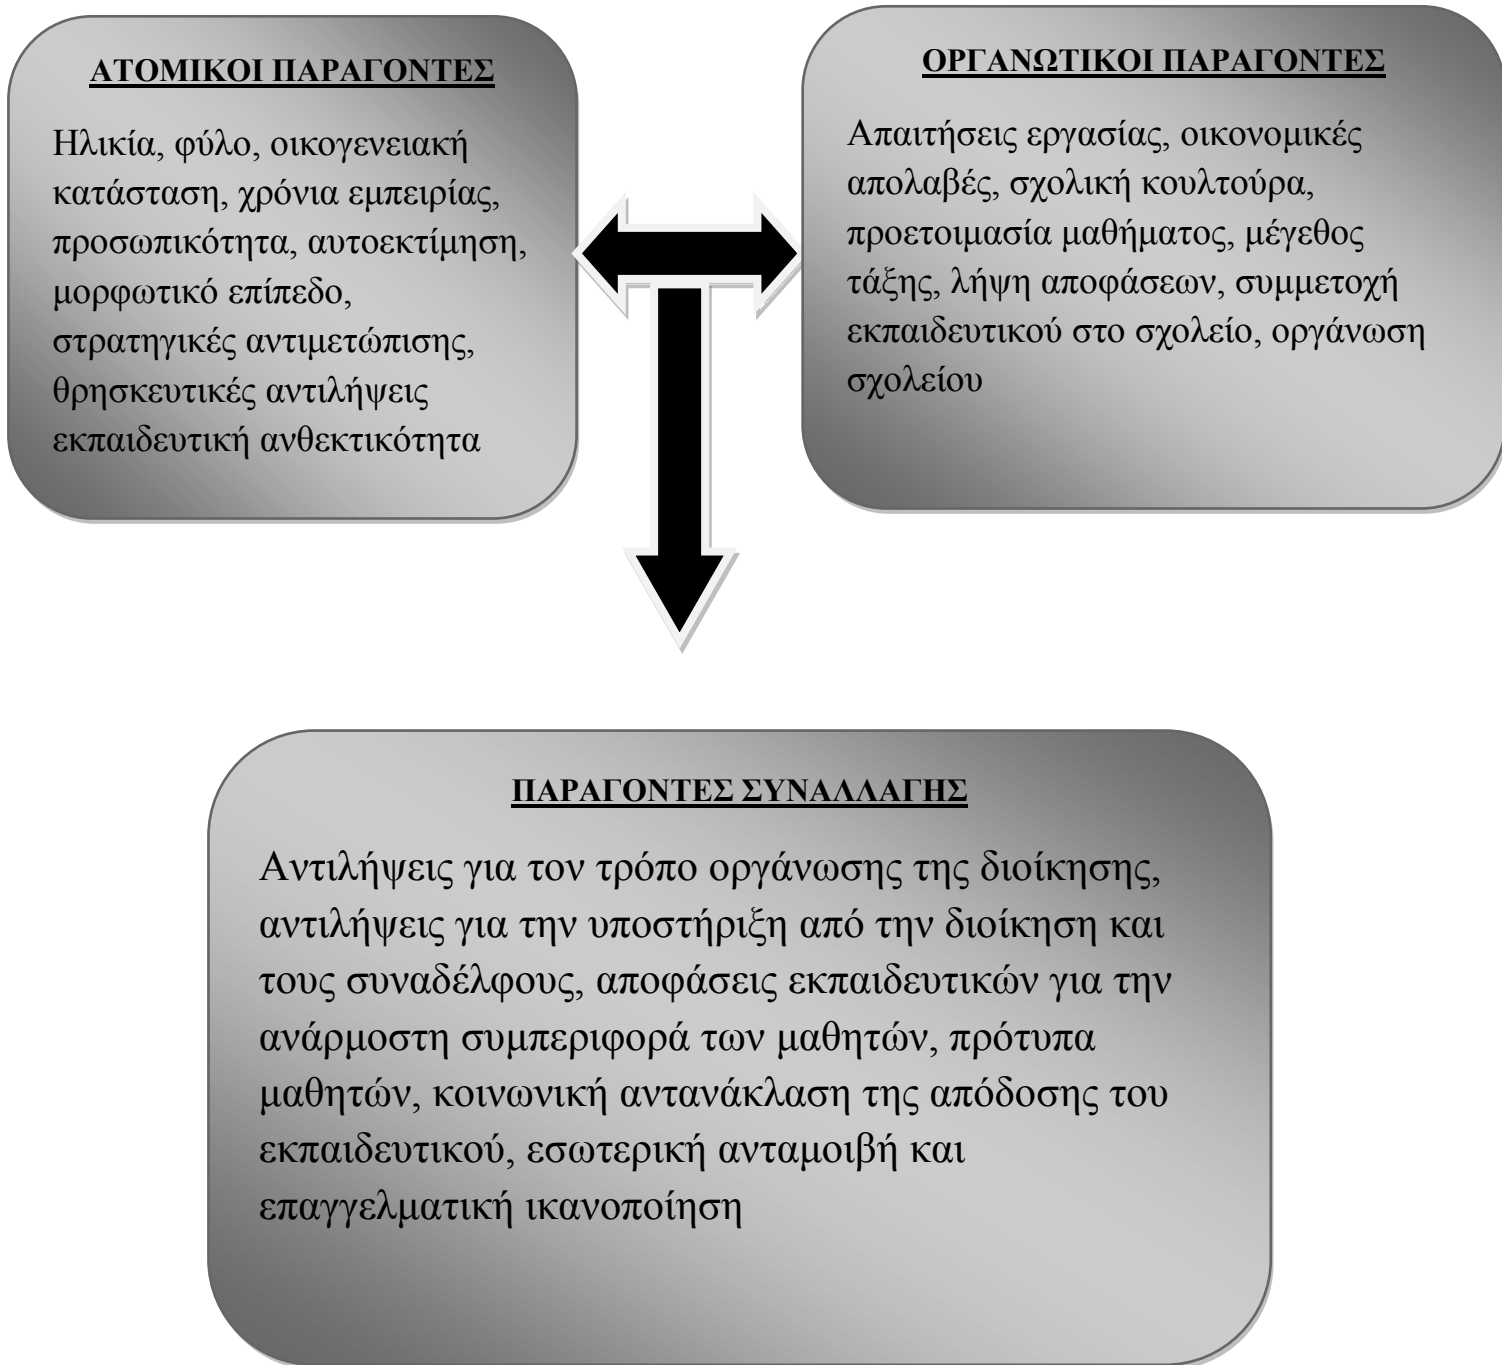 ΑΤΟΜΙΚΟΙ ΠΑΡΑΓΟΝΤΕΣ
Ηλικία, φύλο, οικογενειακή
κατάσταση, χρόνια εμπειρίας,
προσωπικότητα, αυτοεκτίμηση,
μορφωτικό επίπεδο,
στρατηγικές αντιμετώπισης,
θρησκευτικές αντιλήψεις
εκπαιδευτική ανθεκτικότητα
ΟΡΓΑΝΩΤΙΚΟΙ ΠΑΡΑΓΟΝΤΕΣ
Απαιτήσεις εργασίας, οικονομικές
απολαβές, σχολική κουλτούρα,
προετοιμασία μαθήματος, μέγεθος
τάξης, λήψη αποφάσεων, συμμετοχή
εκπαιδευτικού στο σχολείο, οργάνωση
σχολείου
ΠΑΡΑΓΟΝΤΕΣ ΣΥΝΑΛΛΑΓΗΣ
Αντιλήψεις για τον τρόπο οργάνωσης της διοίκησης,
αντιλήψεις για την υποστήριξη από την διοίκηση και
τους συναδέλφους, αποφάσεις εκπαιδευτικών για την
ανάρμοστη συμπεριφορά των μαθητών, πρότυπα
μαθητών, κοινωνική αντανάκλαση της απόδοσης του
εκπαιδευτικού, εσωτερική ανταμοιβή και
επαγγελματική ικανοποίηση